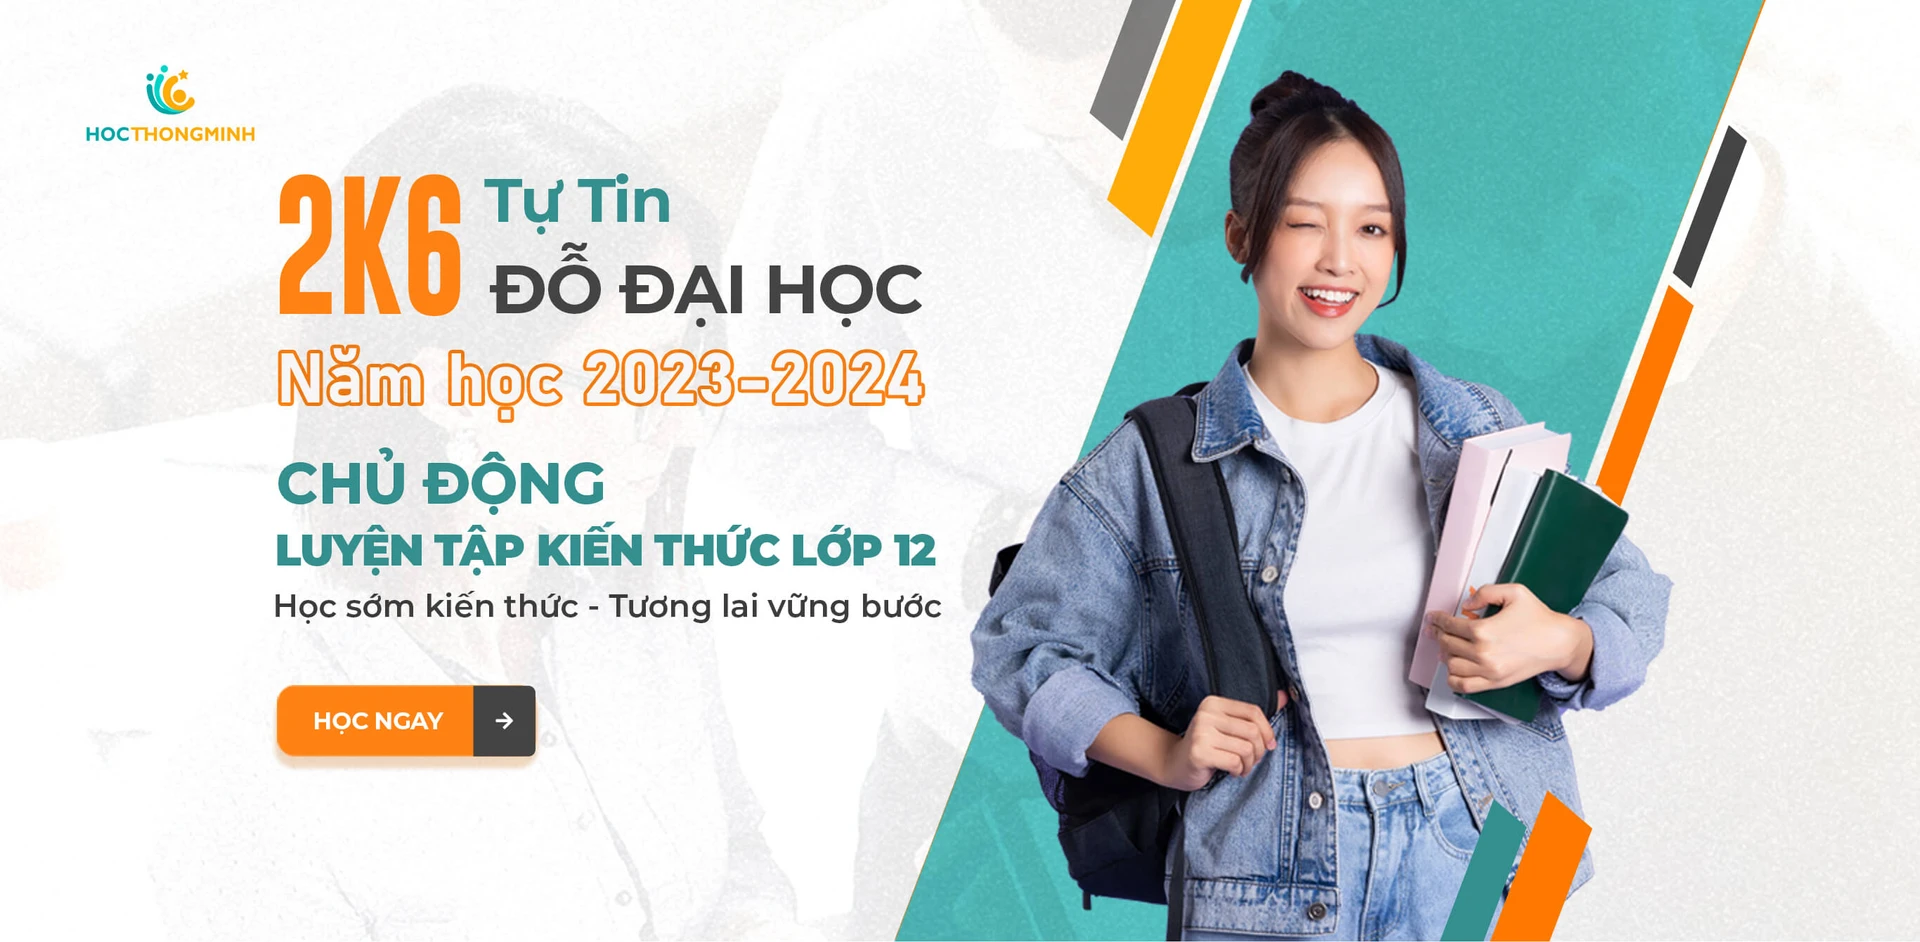 HOCTHONGMINH
2K6 Tự Tin
ĐỖ ĐẠI HỌC
Năm học 2023-2024
CHỦ ĐỘNG
LUYỆN TẬP KIẾN THỨC LỚP 12
Học sớm kiến thức - Tương lai vững bước
HỌC NGAY